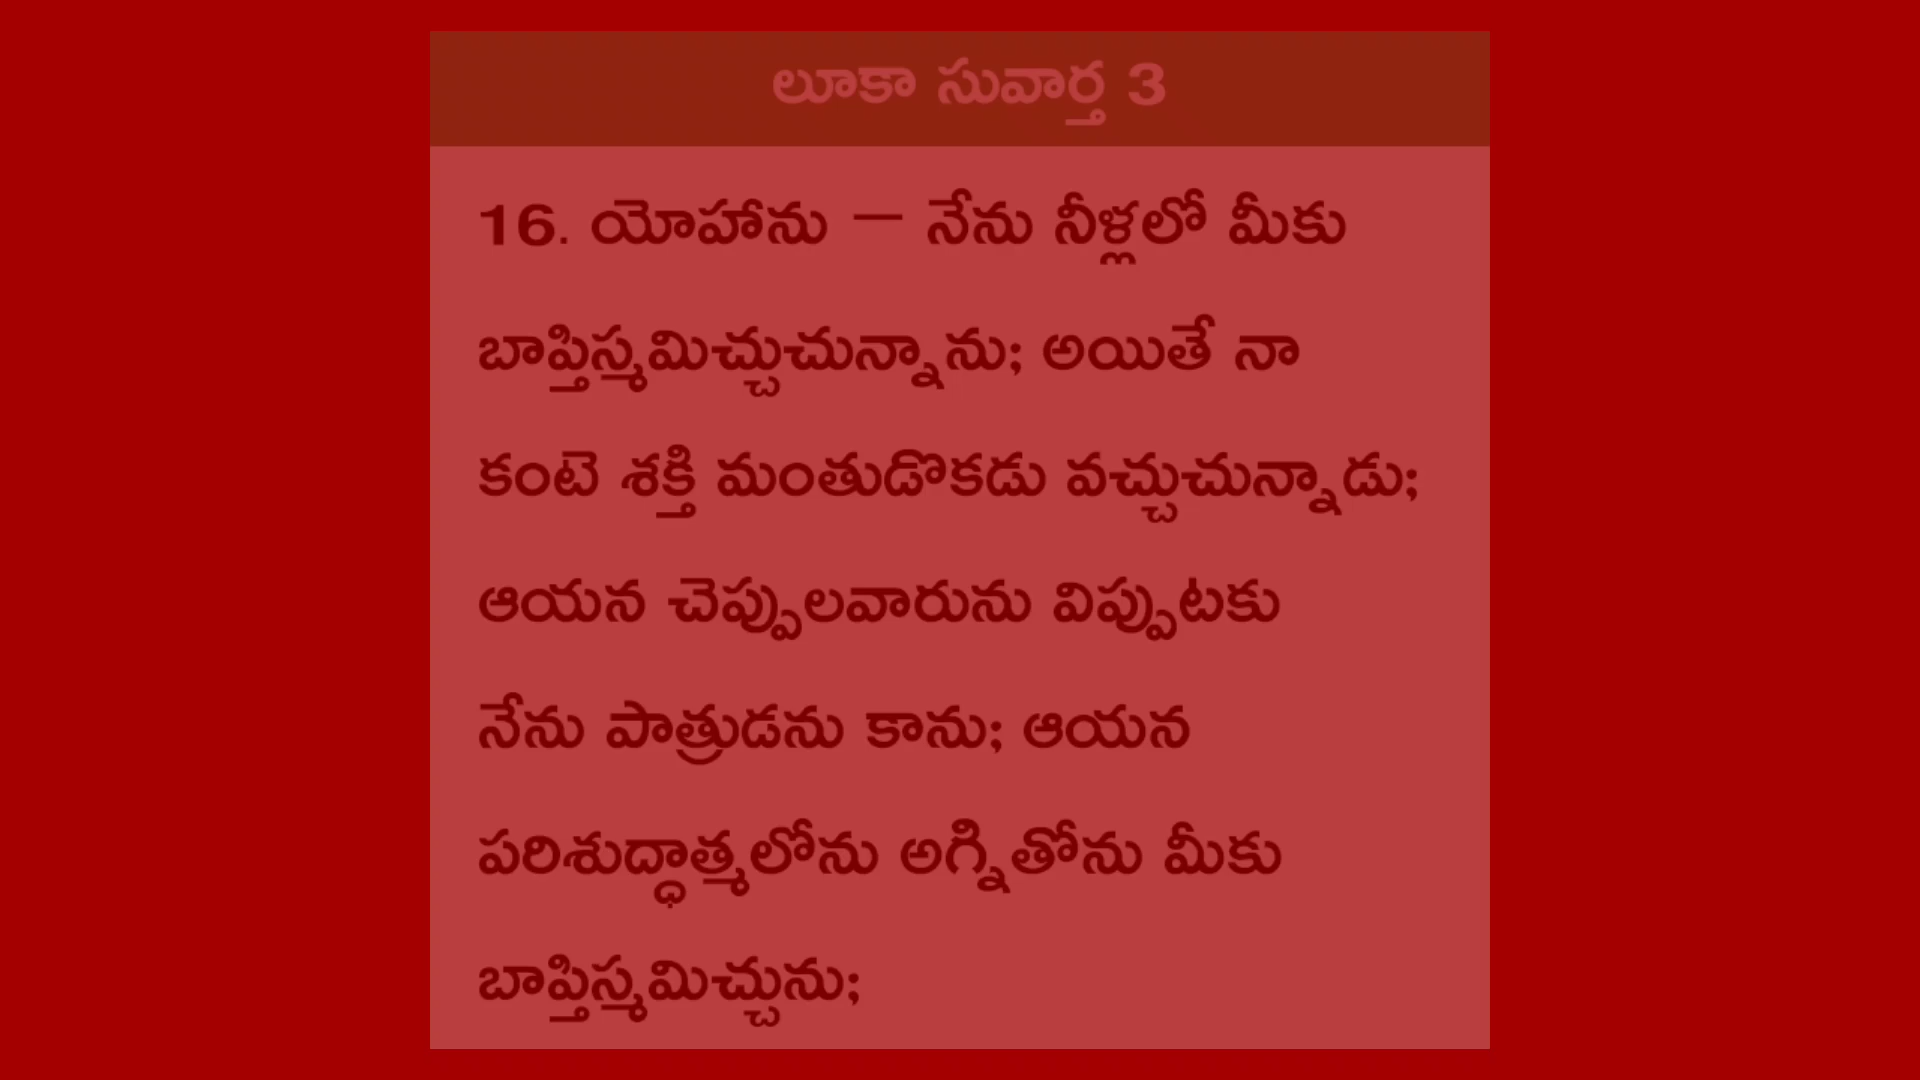 లూకా సువార్త 3
16. యోహాను — నేను నీళ్లలో మీకు
బాప్తిస్మమిచ్చుచున్నాను; అయితే నా
కంటె శక్తి మంతుడొకడు వచ్చుచున్నాడు;
ఆయన చెప్పులవారును విప్పుటకు
నేను పాత్రుడను కాను; ఆయన
పరిశుద్ధాత్మలోను అగ్నితోను మీకు
బాప్తిస్మమిచ్చును;